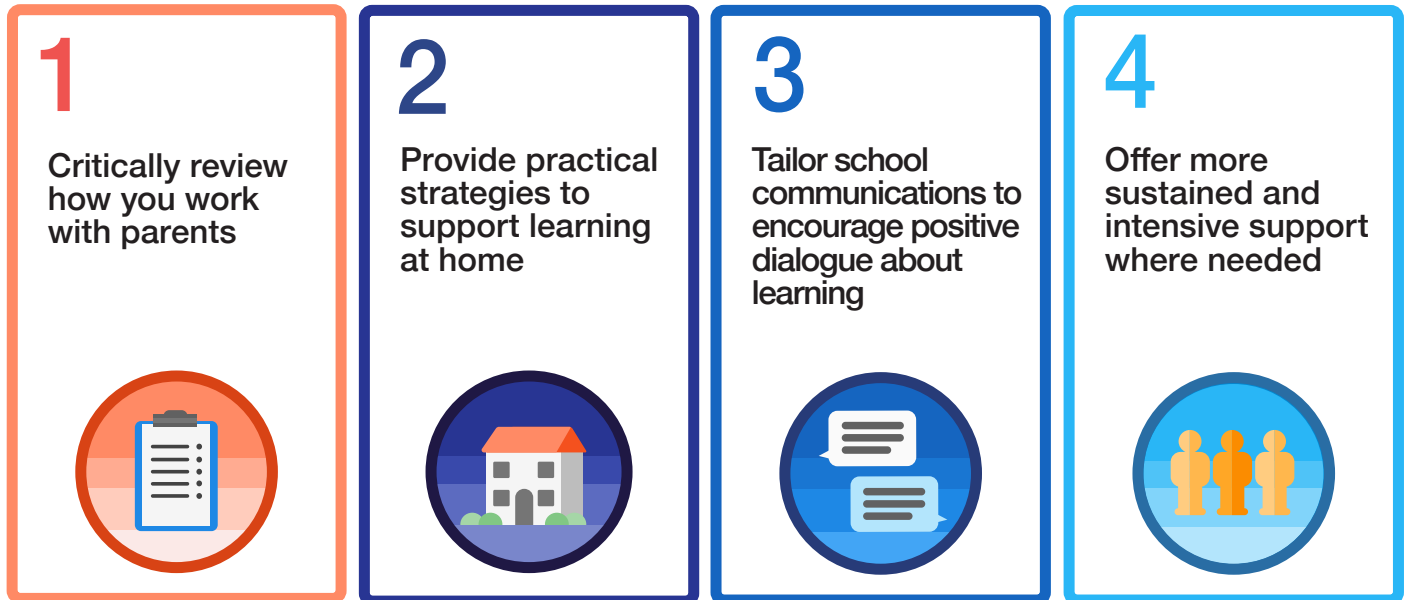 1
Critically review
how you work
with parents
2
Provide practical
strategies to
support learning
at home
3
Tailor school
communications to
encourage positive
dialogue about
learning
4
Offer more
sustained and
intensive support
where needed